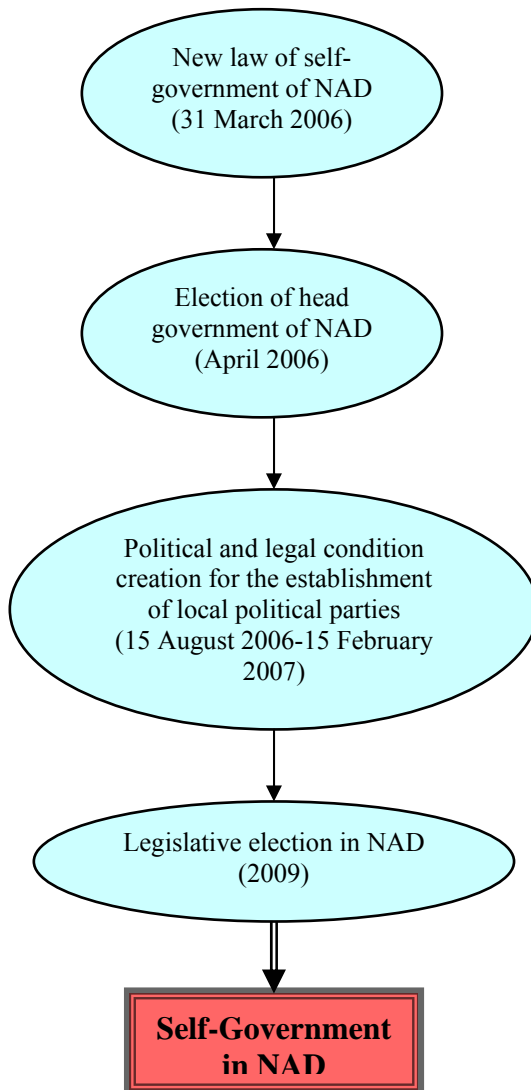 New law of self-
government of NAD
(31 March 2006)
Election of head
government of NAD
(April 2006)
Political and legal condition
creation for the establishment
of local political parties
(15 August 2006-15 February
2007)
Legislative election in NAD
(2009)
Self-Government
in NAD